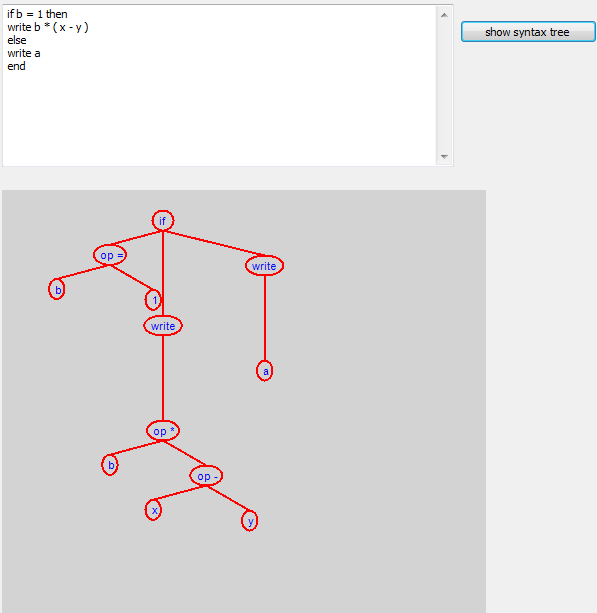 if b = 1 then
write b * ( x - y )
else
write a
end
show syntax tree
if
op =
write
b
1
write
a
op *
b
op -
x
y